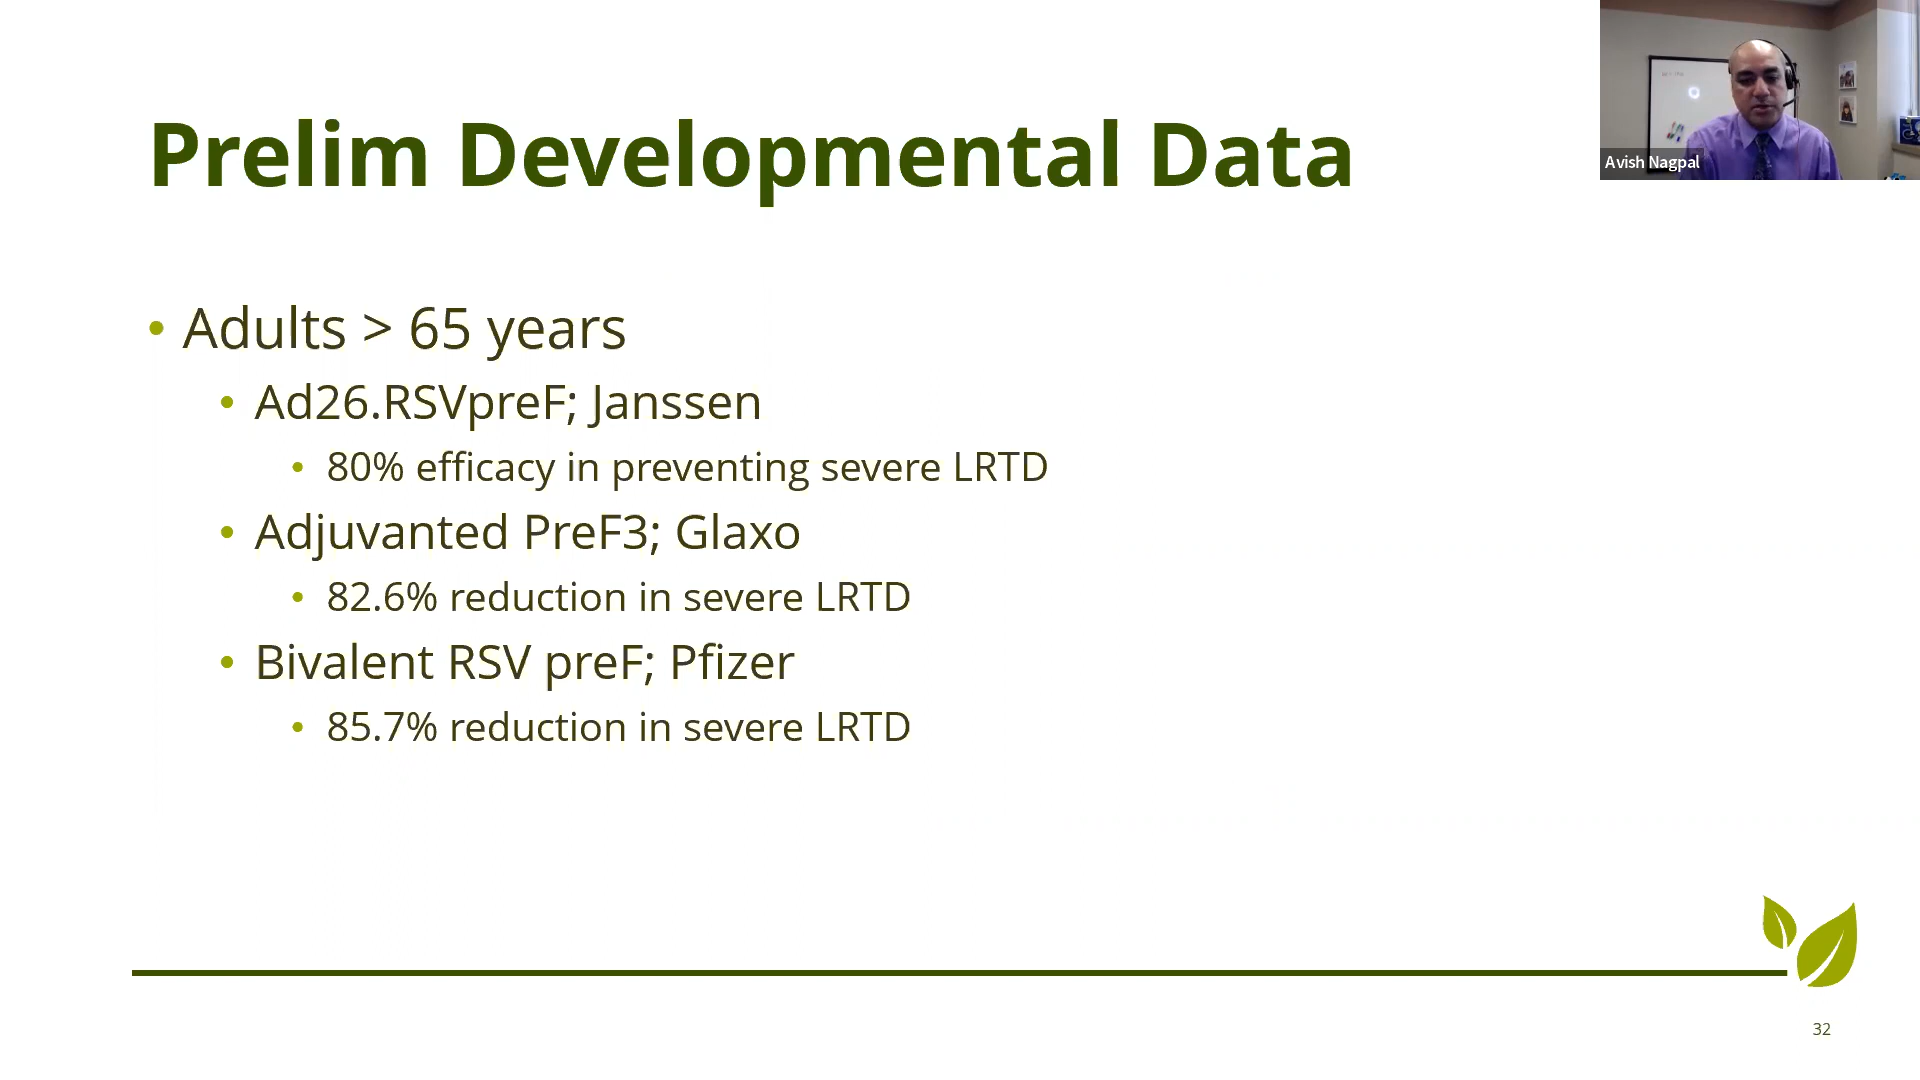 Prelim Developmental Data
Avish Nagpal
• Adults > 65 years
• Ad26.RSVpreF; Janssen
• 80% efficacy in preventing severe LRTD
• Adjuvanted PreF3; Glaxo
• 82.6% reduction in severe LRTD
• Bivalent RSV preF; Pfizer
• 85.7% reduction in severe LRTD
32